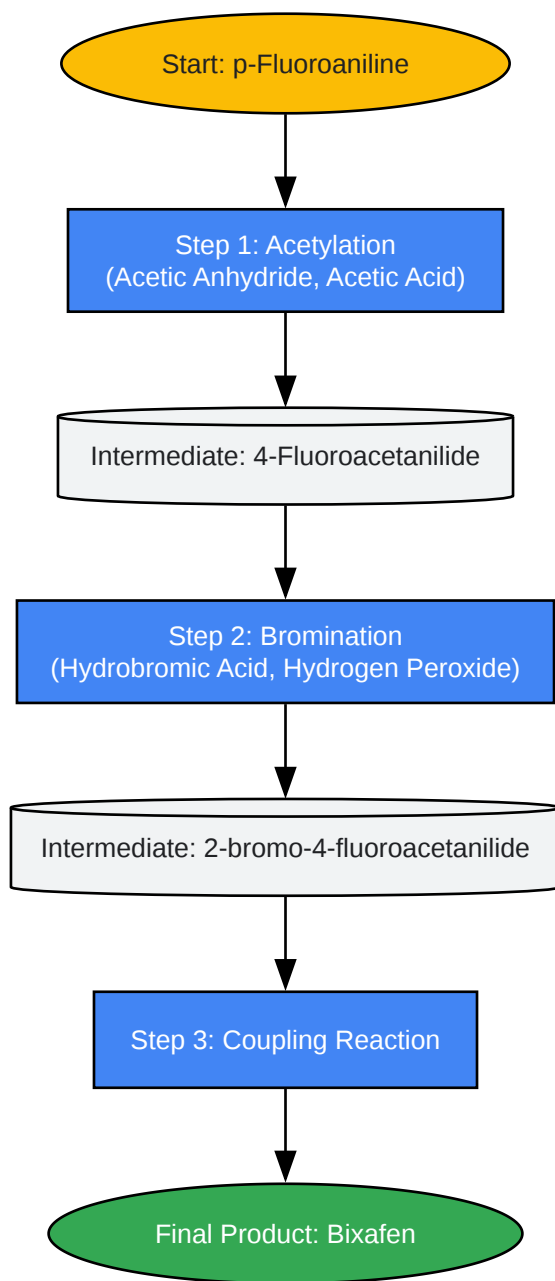 Start: p-Fluoroaniline
Step 1: Acetylation
(Acetic Anhydride, Acetic Acid)
Intermediate: 4-Fluoroacetanilide
Step 2: Bromination
(Hydrobromic Acid, Hydrogen Peroxide)
Intermediate: 2-bromo-4-fluoroacetanilide
Step 3: Coupling Reaction
Final Product: Bixafen